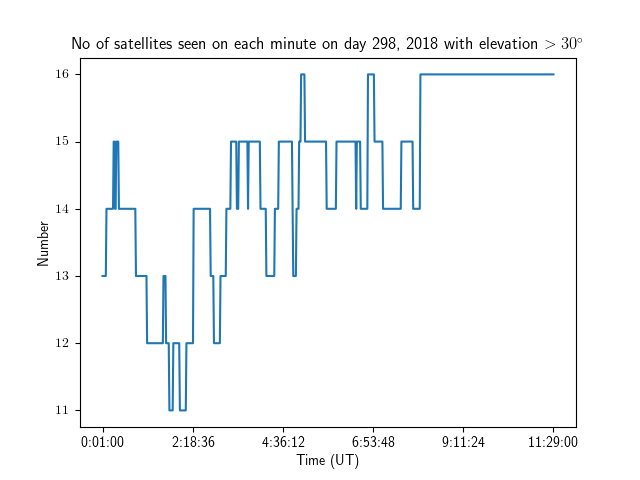 No of satellites seen on each minute on day 298, 2018 with elevation > 30°
16
15
14
13
12
11
Number
0:01:00 2:18:36 4:36:12 6:53:48 9:11:24 11:29:00
Time (UT)